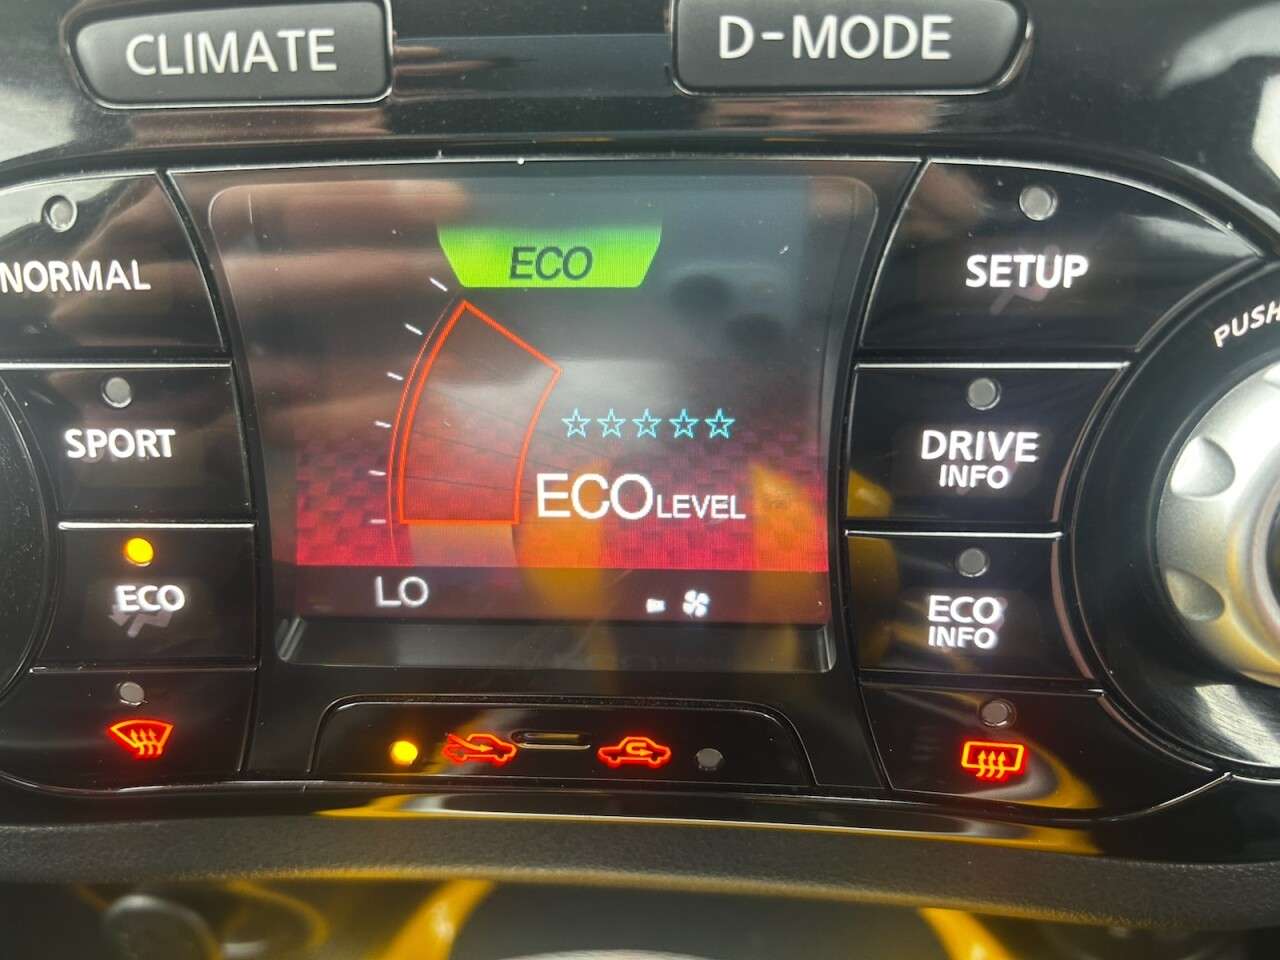 CLIMATE
D-MODE
NORMAL
SPORT
ECO
ECO
ECO LEVEL
LO
SETUP
DRIVE
INFO
ECO
INFO
PUSH